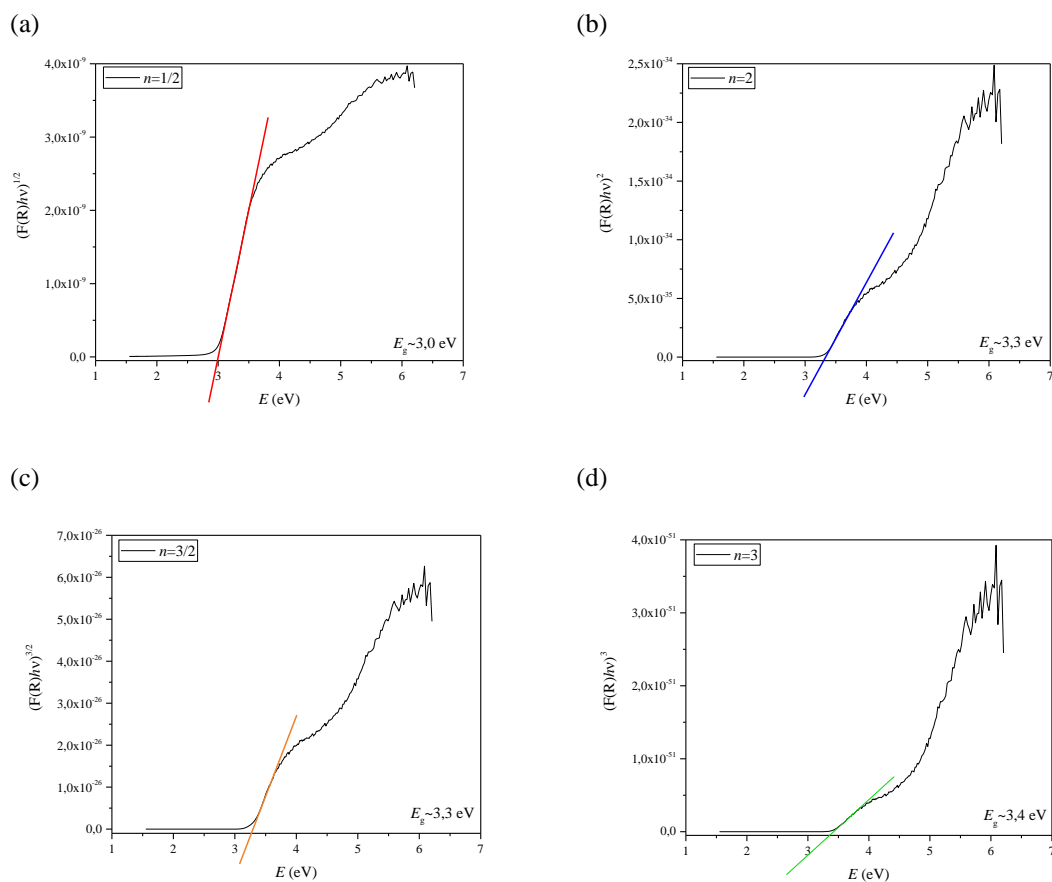 (a)
(b)
4,0x10⁻⁹
3,0x10⁻⁹
2,0x10⁻⁹
1,0x10⁻⁹
0,0
n=1/2
(F(R)hν)^1/2
E_g~3,0 eV
1 2 3 4 5 6 7
E (eV)
2,5x10⁻³⁴
2,0x10⁻³⁴
1,5x10⁻³⁴
1,0x10⁻³⁴
5,0x10⁻³⁵
0,0
n=2
(F(R)hν)²
E_g~3,3 eV
1 2 3 4 5 6 7
E (eV)
(c)
(d)
7,0x10⁻²⁶
6,0x10⁻²⁶
5,0x10⁻²⁶
4,0x10⁻²⁶
3,0x10⁻²⁶
2,0x10⁻²⁶
1,0x10⁻²⁶
0,0
n=3/2
(F(R)hν)^3/2
E_g~3,3 eV
1 2 3 4 5 6 7
E (eV)
4,0x10⁻⁵¹
3,0x10⁻⁵¹
2,0x10⁻⁵¹
1,0x10⁻⁵¹
0,0
n=3
(F(R)hν)³
E_g~3,4 eV
1 2 3 4 5 6 7
E (eV)